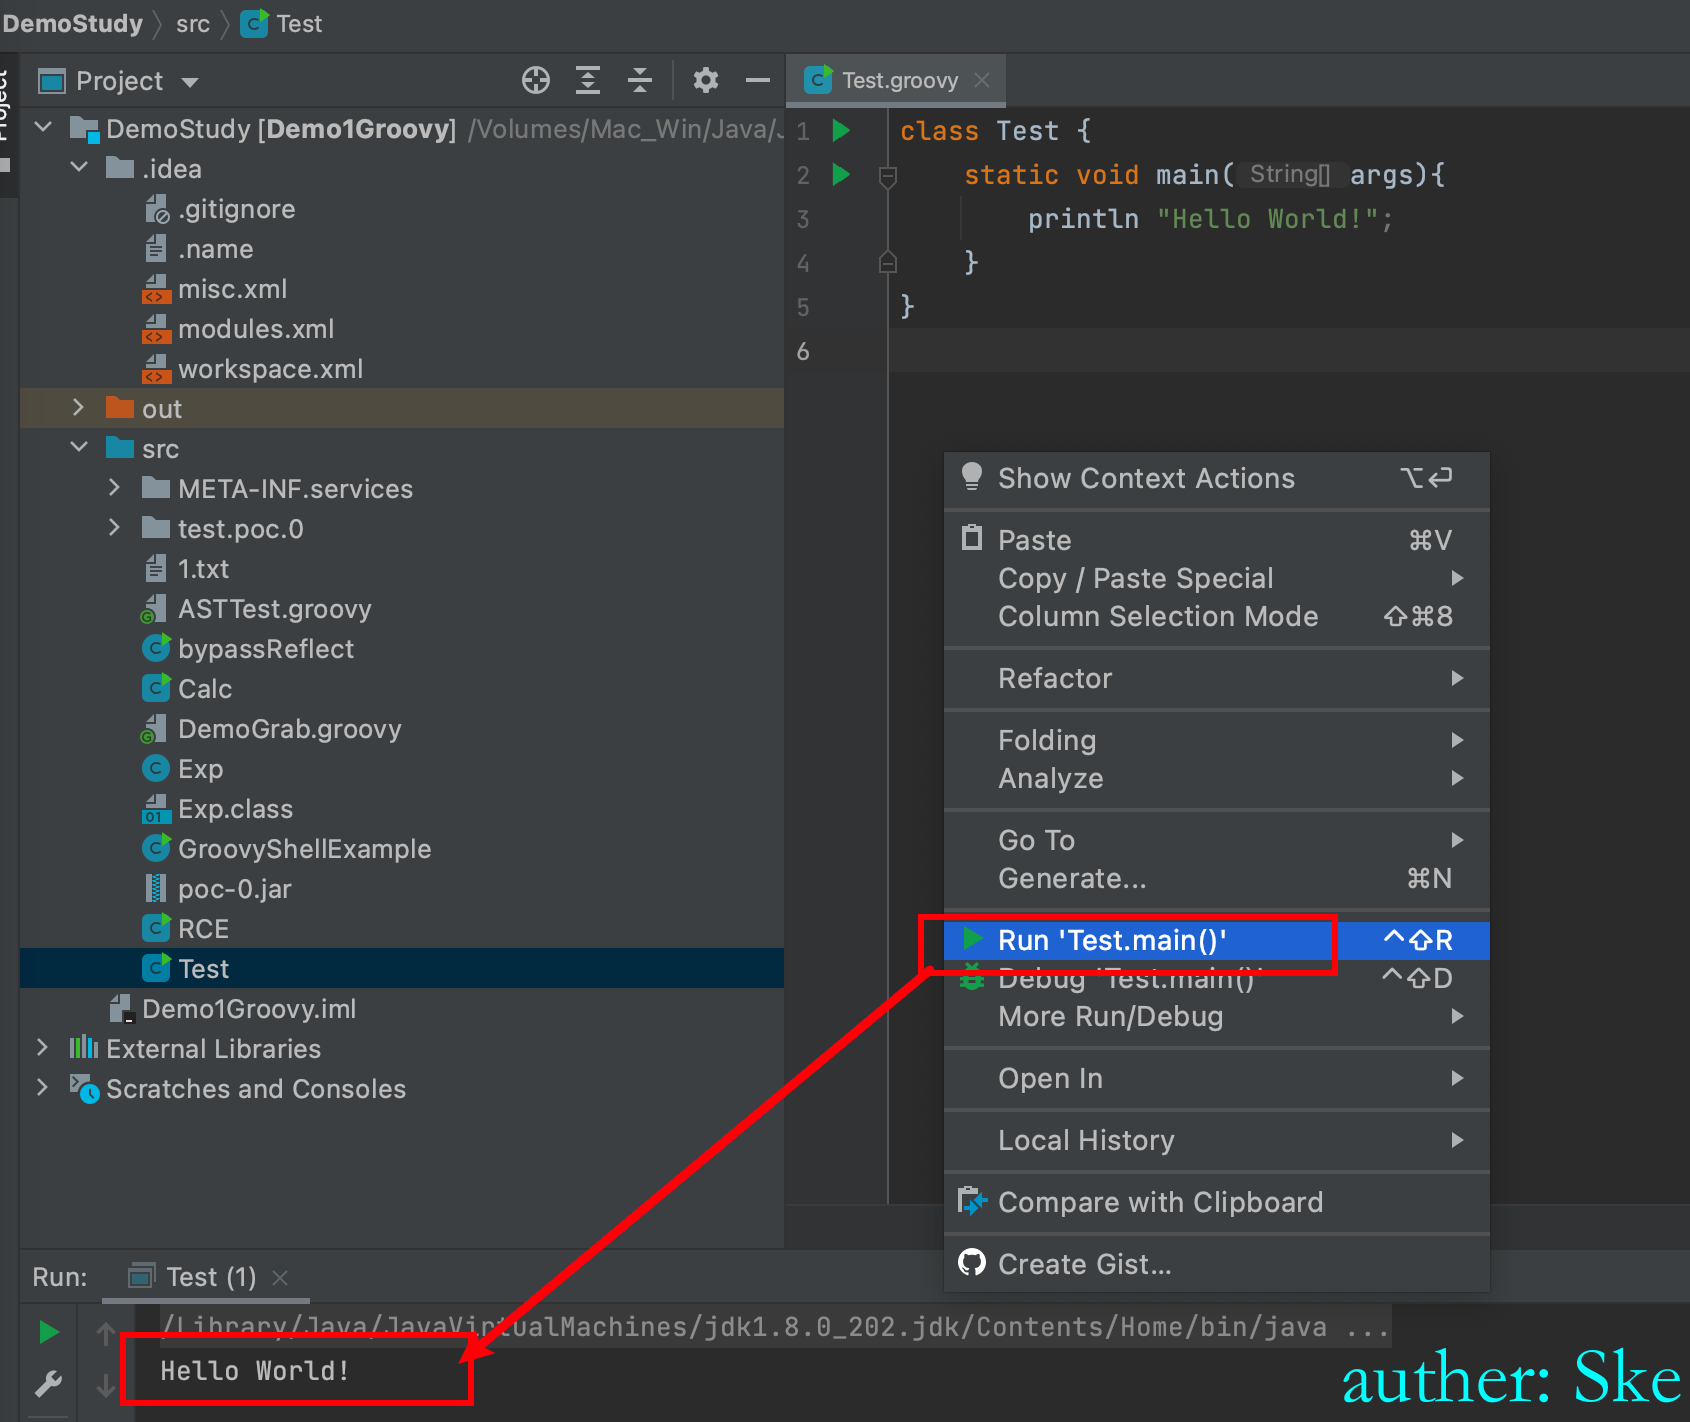 DemoStudy src Test
Project
Project
Test.groovy
DemoStudy [Demo1Groovy] /Volumes/Mac_Win/Java/
.idea
.gitignore
.name
misc.xml
modules.xml
workspace.xml
out
src
META-INF.services
test.poc.0
1.txt
ASTTest.groovy
bypassReflect
Calc
DemoGrab.groovy
Exp
Exp.class
GroovyShellExample
poc-0.jar
RCE
Test
Demo1Groovy.iml
External Libraries
Scratches and Consoles
1 class Test {
2 static void main( String[] args){
3 println "Hello World!";
4 }
5 }
6
Show Context Actions ⌥⏎
Paste ⌘V
Copy / Paste Special
Column Selection Mode ⇧⌘8
Refactor
Folding
Analyze
Go To
Generate... ⌘N
Run 'Test.main()' ^⇧R
Debug 'Test.main()' ^⇧D
More Run/Debug
Open In
Local History
Compare with Clipboard
Create Gist...
Run: Test (1)
/Library/Java/JavaVirtualMachines/jdk1.8.0_202.jdk/Contents/Home/bin/java ...
Hello World!
auther: Ske